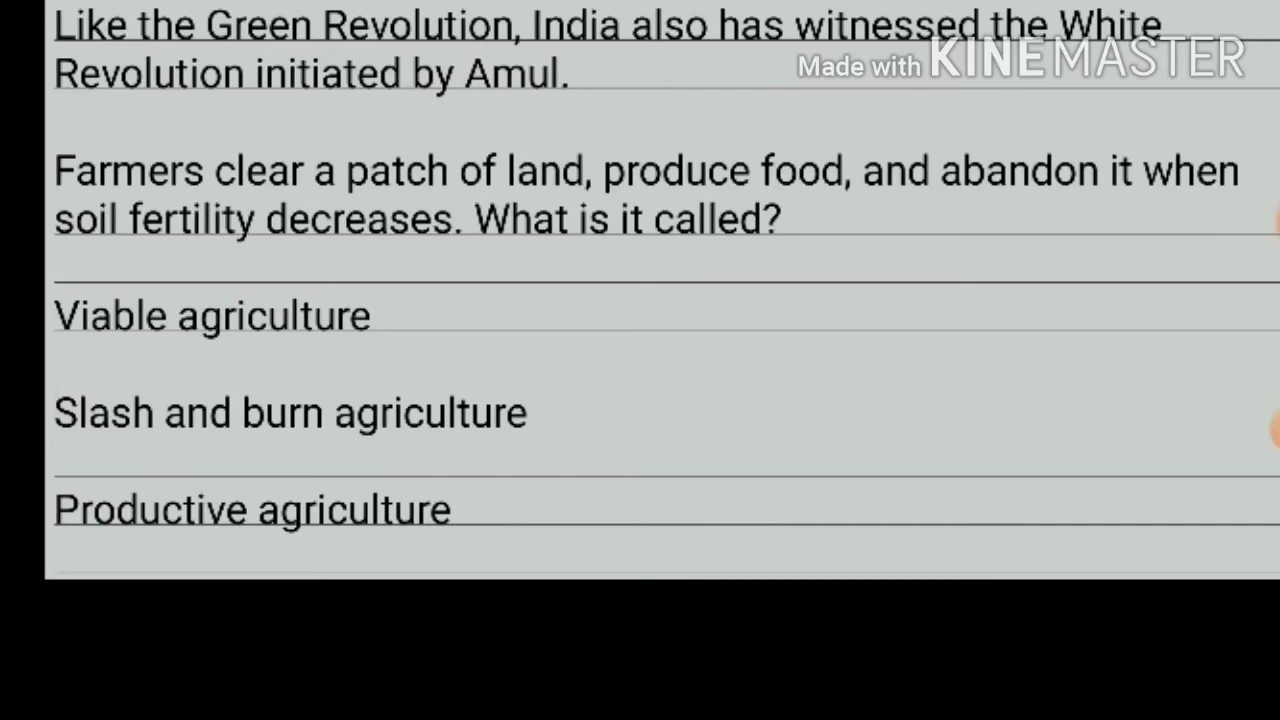 Like the Green Revolution, India also has witnessed the White
Made with KINEMASTER
Revolution initiated by Amul.
Farmers clear a patch of land, produce food, and abandon it when
soil fertility decreases. What is it called?
Viable agriculture
Slash and burn agriculture
Productive agriculture